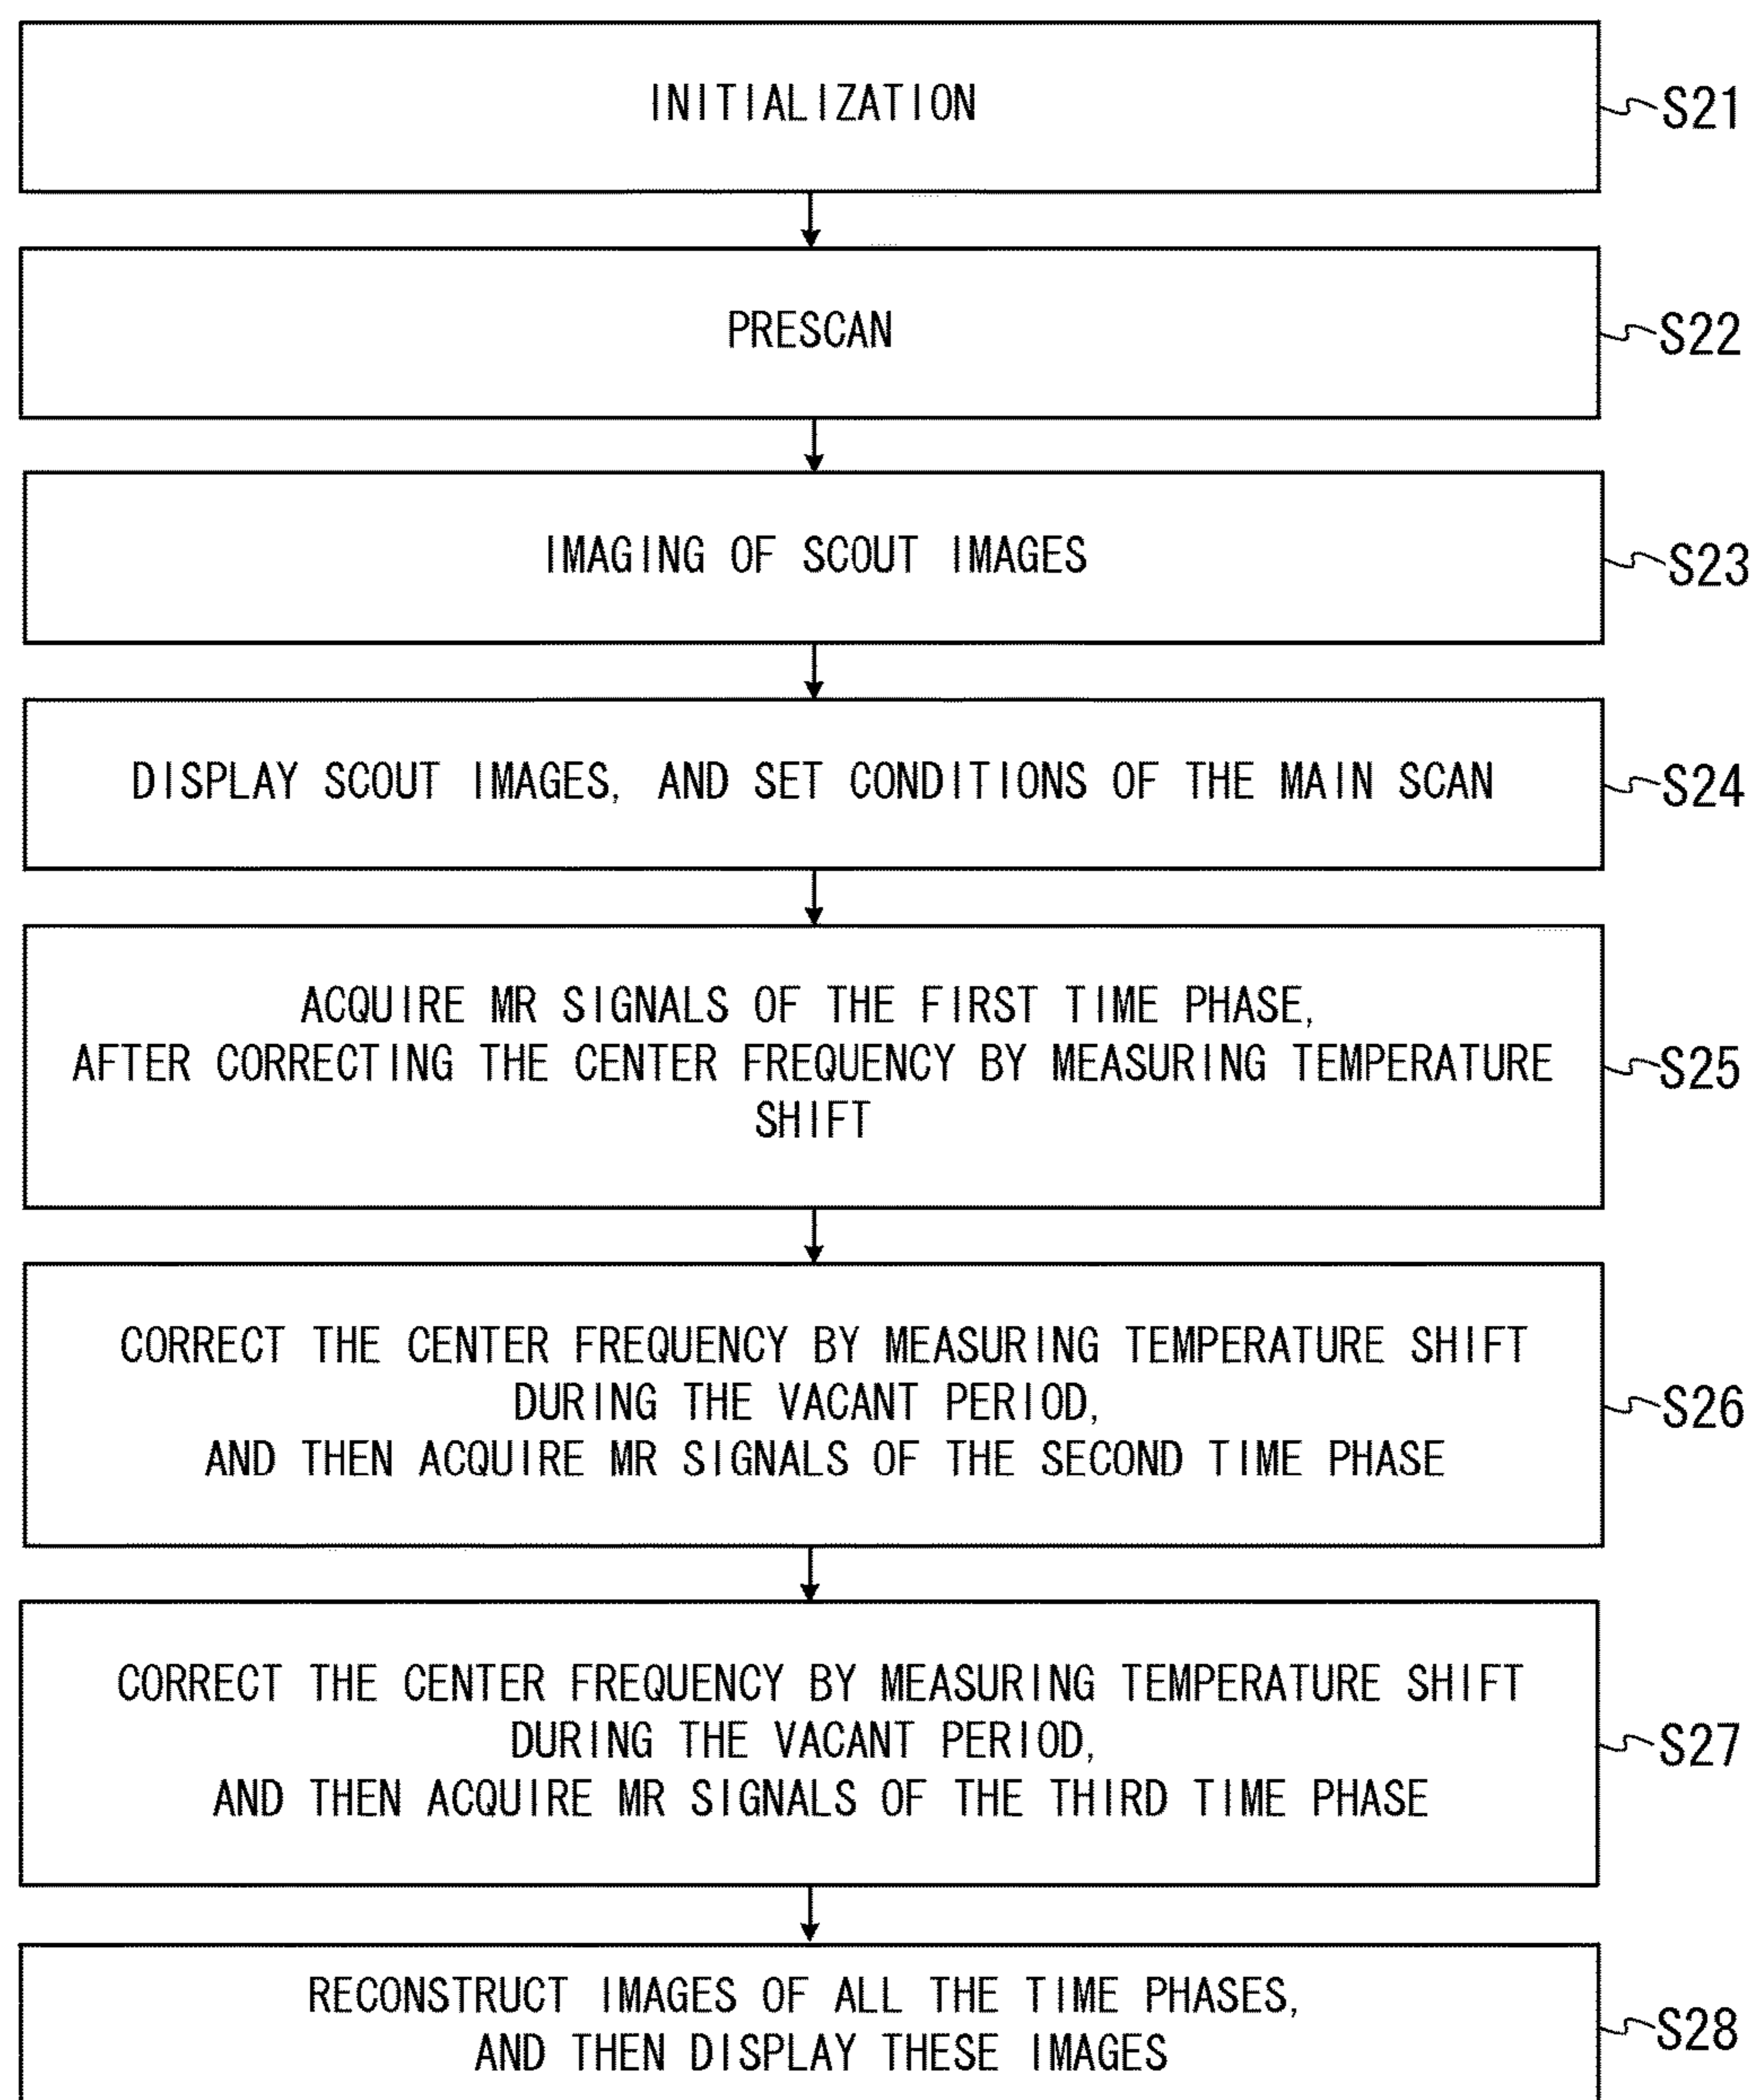 INITIALIZATION
S21
PRESCAN
S22
IMAGING OF SCOUT IMAGES
S23
DISPLAY SCOUT IMAGES, AND SET CONDITIONS OF THE MAIN SCAN
S24
ACQUIRE MR SIGNALS OF THE FIRST TIME PHASE,
AFTER CORRECTING THE CENTER FREQUENCY BY MEASURING TEMPERATURE
SHIFT
S25
CORRECT THE CENTER FREQUENCY BY MEASURING TEMPERATURE SHIFT
DURING THE VACANT PERIOD,
AND THEN ACQUIRE MR SIGNALS OF THE SECOND TIME PHASE
S26
CORRECT THE CENTER FREQUENCY BY MEASURING TEMPERATURE SHIFT
DURING THE VACANT PERIOD,
AND THEN ACQUIRE MR SIGNALS OF THE THIRD TIME PHASE
S27
RECONSTRUCT IMAGES OF ALL THE TIME PHASES,
AND THEN DISPLAY THESE IMAGES
S28